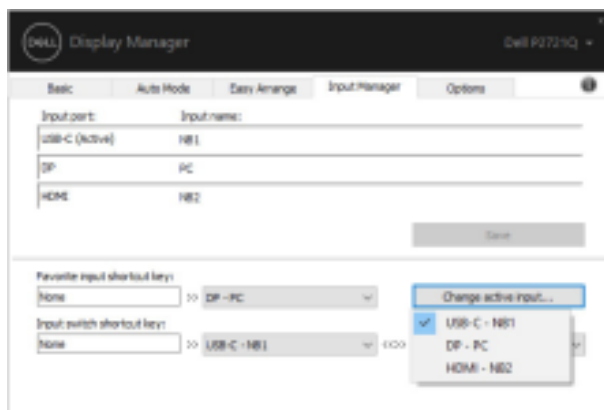 DELL Display Manager Dell P2721Q
Basic Auto Mode Easy Arrange Input Manager Options
Input port: Input name:
USB-C (Active) NB1
DP PC
HDMI NB2
Save
Favorite input shortcut key:
None >> DP - PC Change active input...
Input switch shortcut key: USB-C - NB1
None >> USB-C - NB1 <<>> DP - PC
HDMI - NB2